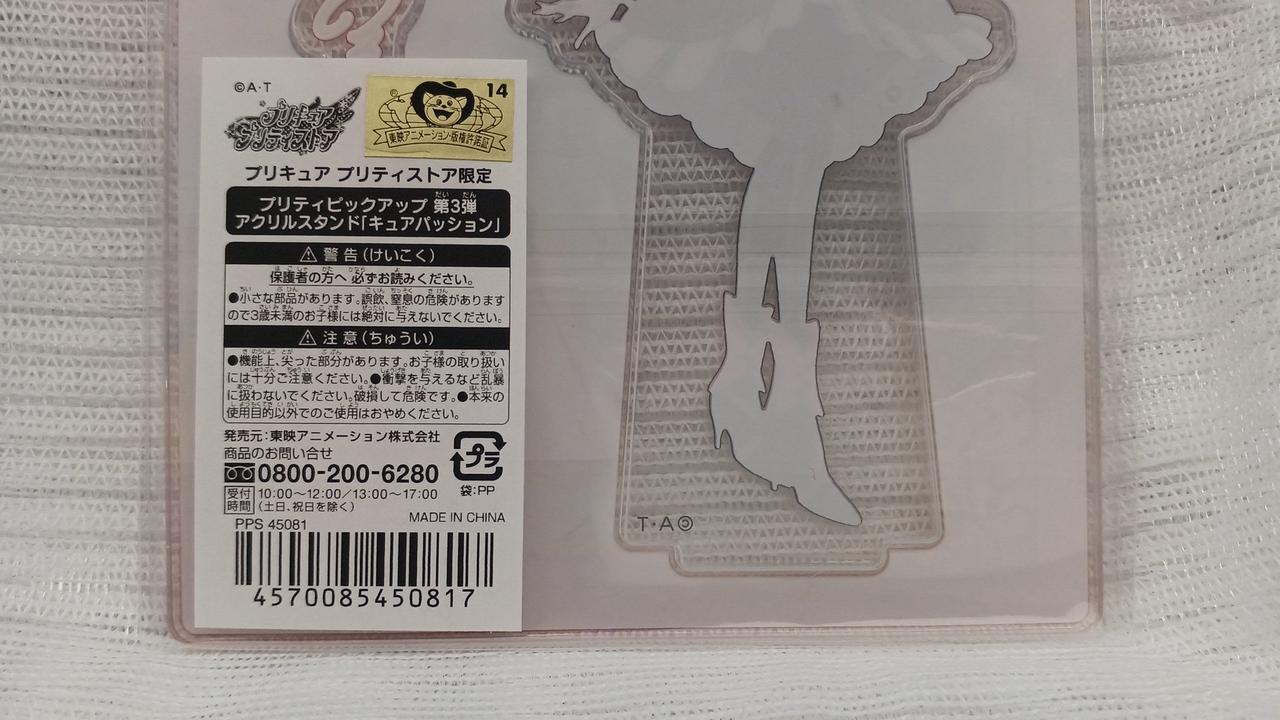 ©A・T
14
プリキュア
プリティストア
東映アニメーション・版権許諾証
プリキュア プリティストア限定
プリティピックアップ 第3弾
アクリルスタンド「キュアパッション」
⚠警告(けいこく)
保護者の方へ 必ずお読みください。
●小さな部品があります。誤飲、窒息の危険があります
ので3歳未満のお子様には絶対に与えないでください。
⚠注意(ちゅうい)
●機能上、尖った部分があります。お子様の取り扱い
には十分ご注意ください。●衝撃を与えるなど乱暴
に扱わないでください。破損して危険です。●本来の
使用目的以外でのご使用はおやめください。
発売元:東映アニメーション株式会社
商品のお問い合せ
0800-200-6280
受付時間 10:00～12:00/13:00～17:00
(土日、祝日を除く)
プラ
袋:PP
PPS 45081
MADE IN CHINA
4570085450817
©A・T